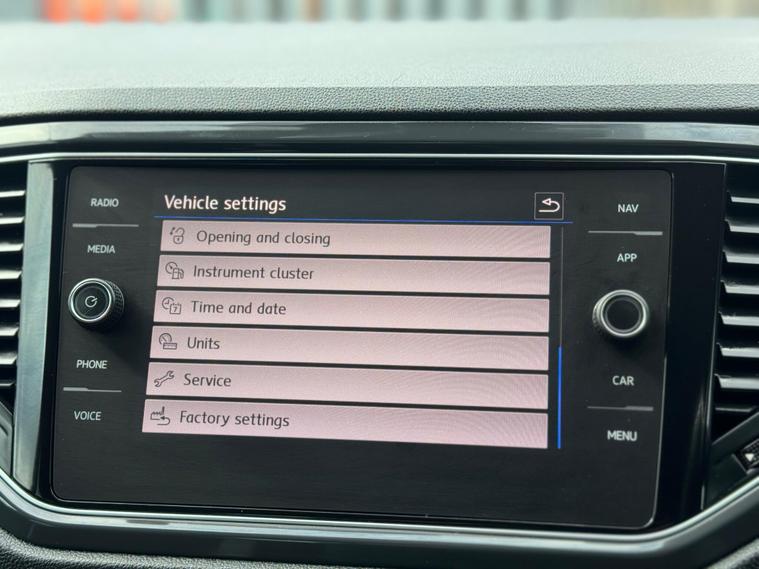 RADIO
MEDIA
PHONE
VOICE
Vehicle settings
Opening and closing
Instrument cluster
7
Time and date
Units
Service
Factory settings
NAV
APP
CAR
MENU